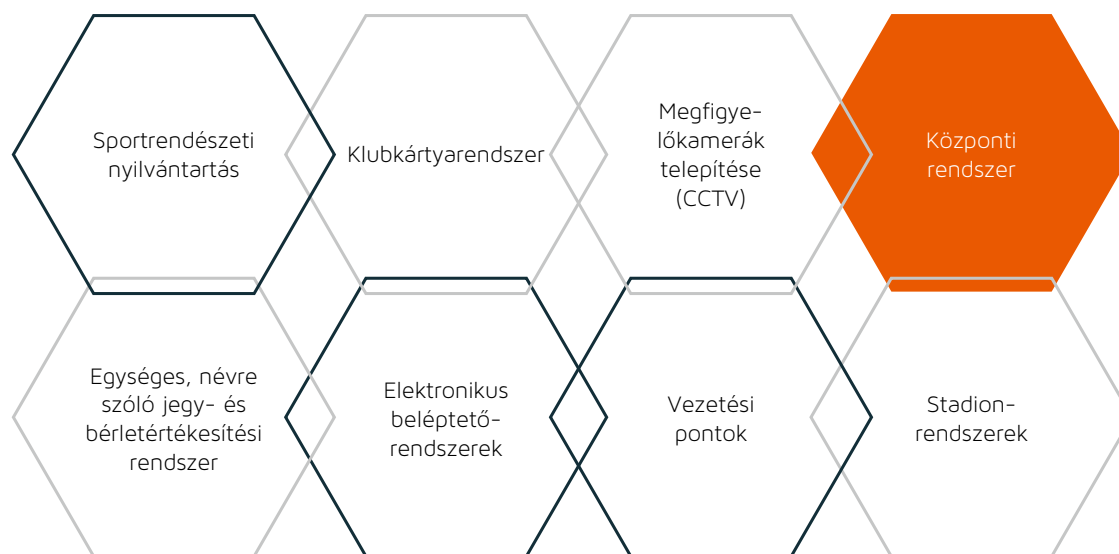 Sportrendészeti
nyilvántartás
Klubkártyarendszer
Megfigye-
lőkamerák
telepítése
(CCTV)
Központi
rendszer
Egységes, névre
szóló jegy- és
bérletértékesítési
rendszer
Elektronikus
beléptető-
rendszerek
Vezetési
pontok
Stadion-
rendszerek